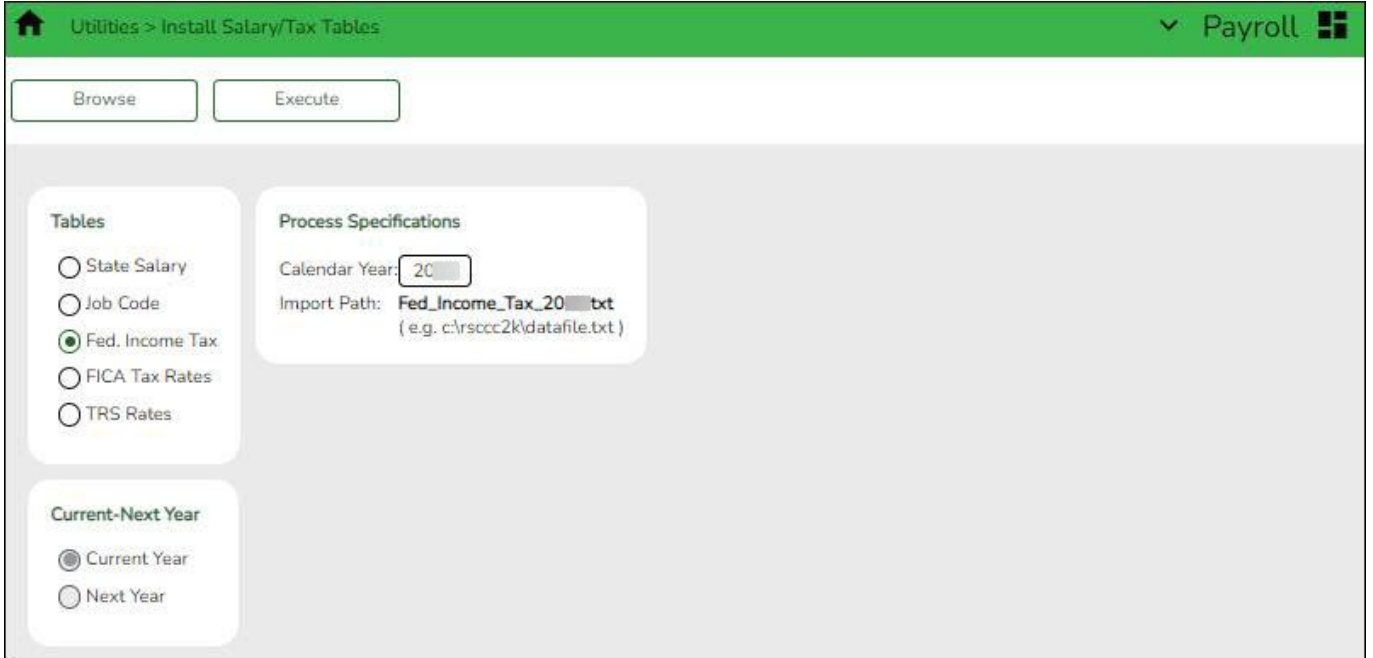 Utilities > Install Salary/Tax Tables
Payroll
Browse
Execute
Tables
State Salary
Job Code
Fed. Income Tax
FICA Tax Rates
TRS Rates
Process Specifications
Calendar Year: 20
Import Path: Fed_Income_Tax_20 txt
( e.g. c:\rsccc2k\datafile.txt )
Current-Next Year
Current Year
Next Year